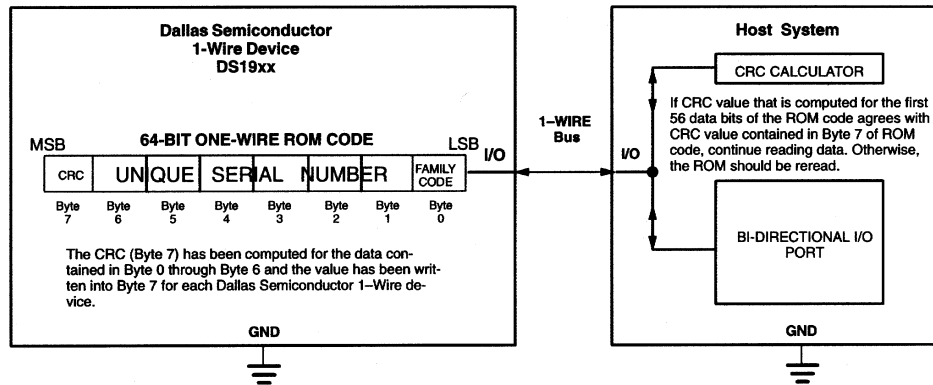 Dallas Semiconductor
1-Wire Device
DS19xx
64-BIT ONE-WIRE ROM CODE
MSB
LSB
CRC
UNIQUE SERIAL NUMBER
FAMILY
CODE
Byte
7
Byte
6
Byte
5
Byte
4
Byte
3
Byte
2
Byte
1
Byte
0
The CRC (Byte 7) has been computed for the data con-
tained in Byte 0 through Byte 6 and the value has been writ-
ten into Byte 7 for each Dallas Semiconductor 1–Wire de-
vice.
GND
I/O
1–WIRE
Bus
I/O
Host System
CRC CALCULATOR
If CRC value that is computed for the first
56 data bits of the ROM code agrees with
CRC value contained in Byte 7 of ROM
code, continue reading data. Otherwise,
the ROM should be reread.
BI-DIRECTIONAL I/O
PORT
GND